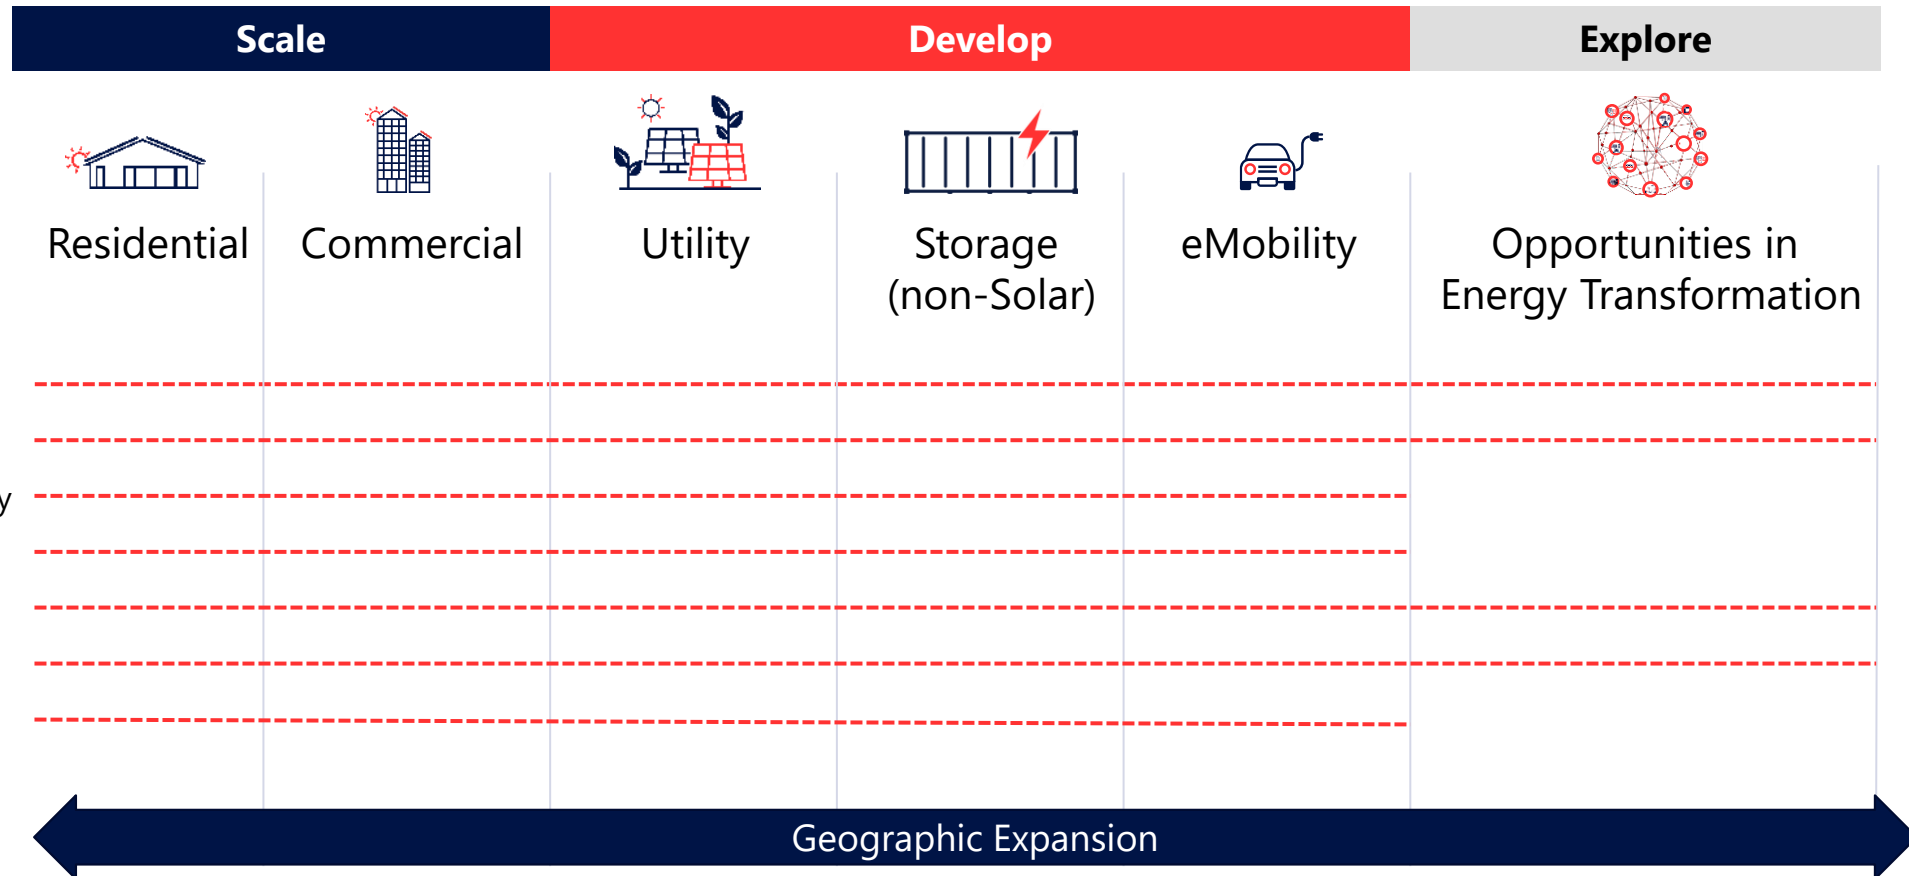 Scale
Develop
Explore
Residential
Commercial
Utility
Storage
(non-Solar)
eMobility
Opportunities in
Energy Transformation
y
Geographic Expansion